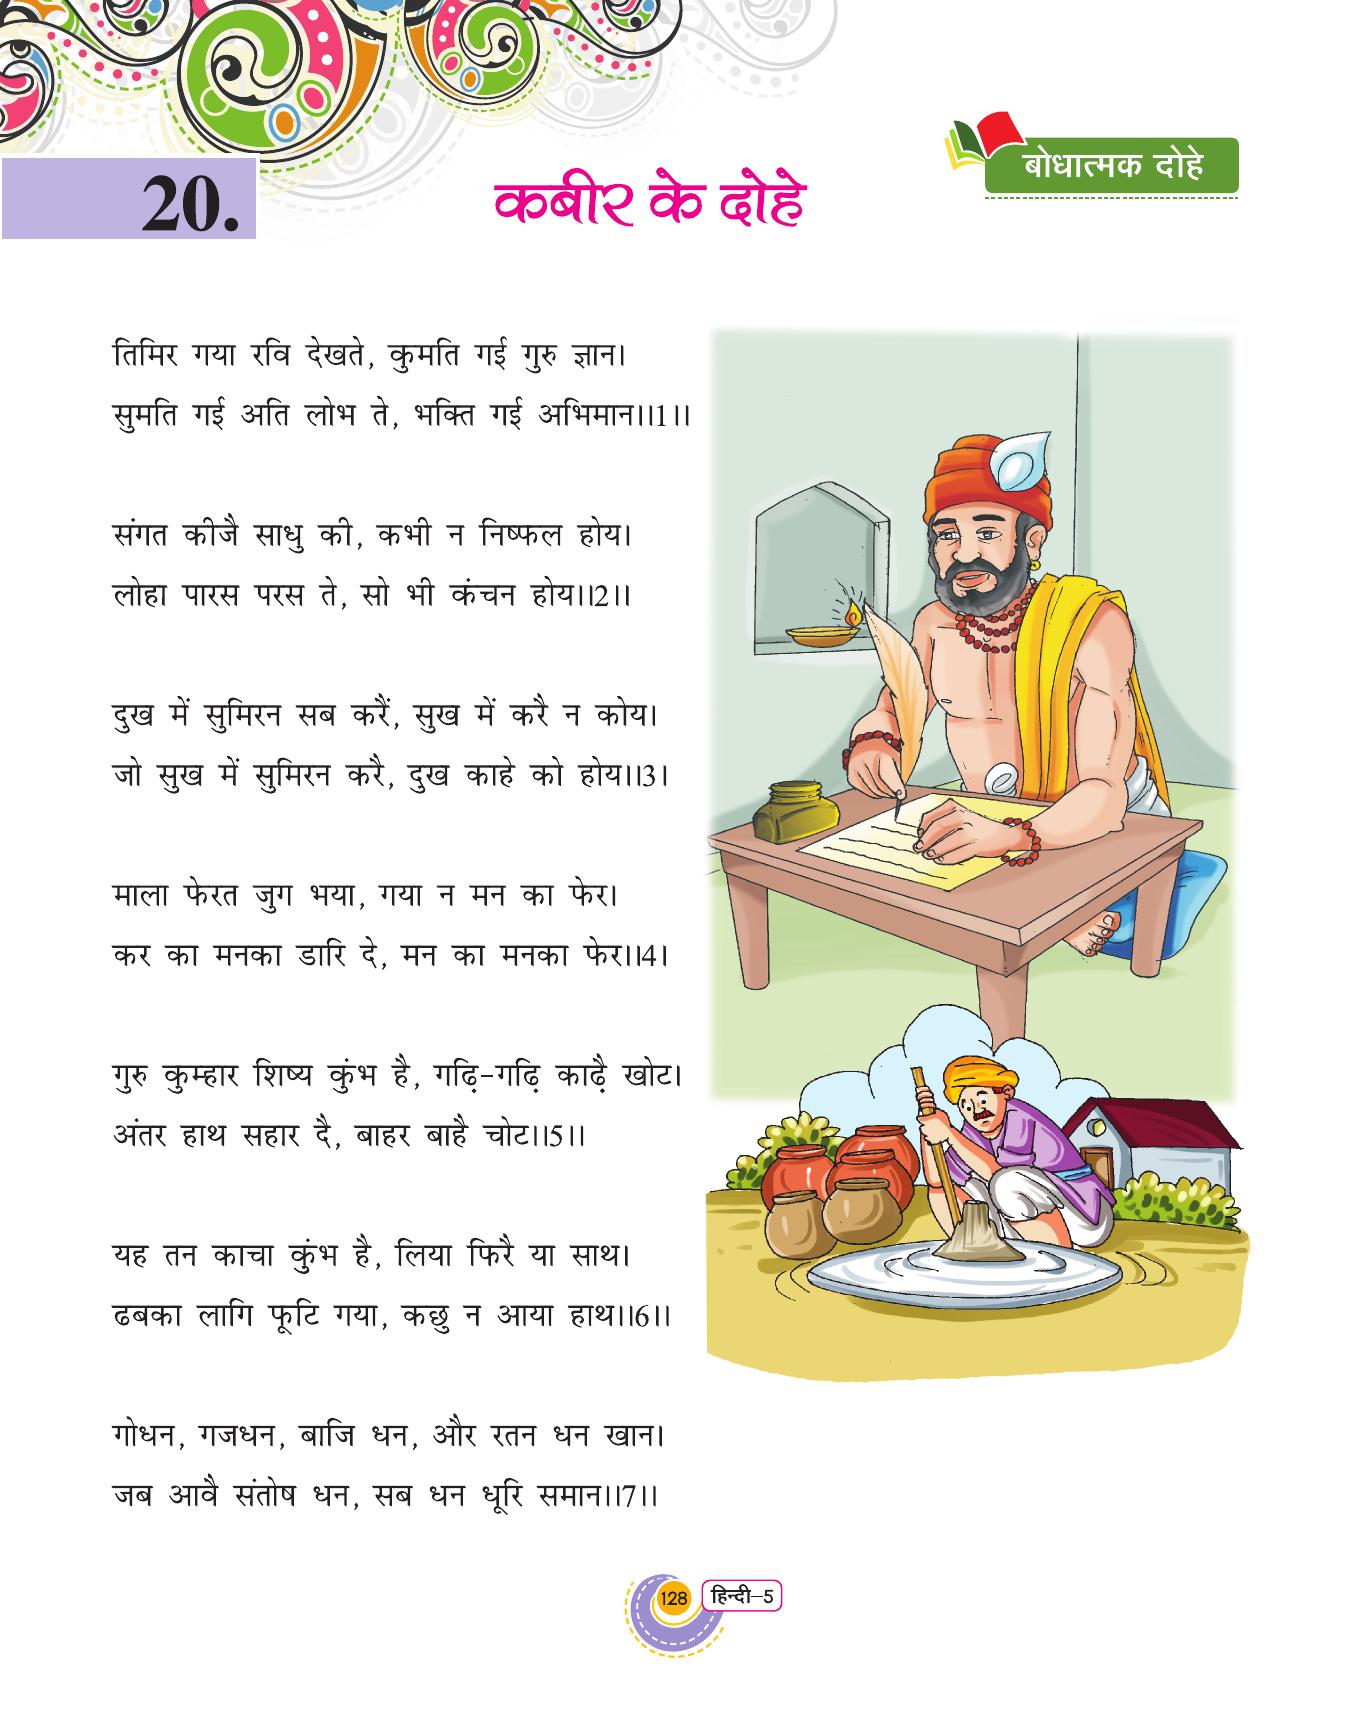 20.
कबीर के दोहे
बोधात्मक दोहे
तिमिर गया रवि देखते, कुमति गई गुरु ज्ञान।
सुमति गई अति लोभ ते, भक्ति गई अभिमान।।1।।
संगत कीजै साधु की, कभी न निष्फल होय।
लोहा पारस परस ते, सो भी कंचन होय।।2।।
दुख में सुमिरन सब करैं, सुख में करै न कोय।
जो सुख में सुमिरन करै, दुख काहे को होय।।3।
माला फेरत जुग भया, गया न मन का फेर।
कर का मनका डारि दे, मन का मनका फेर।।4।
गुरु कुम्हार शिष्य कुंभ है, गढ़ि-गढ़ि काढ़ै खोट।
अंतर हाथ सहार दै, बाहर बाहै चोट।।5।।
यह तन काचा कुंभ है, लिया फिरै या साथ।
ढबका लागि फूटि गया, कछु न आया हाथ।।6।।
गोधन, गजधन, बाजि धन, और रतन धन खान।
जब आवै संतोष धन, सब धन धूरि समान।।7।।
128 हिन्दी–5